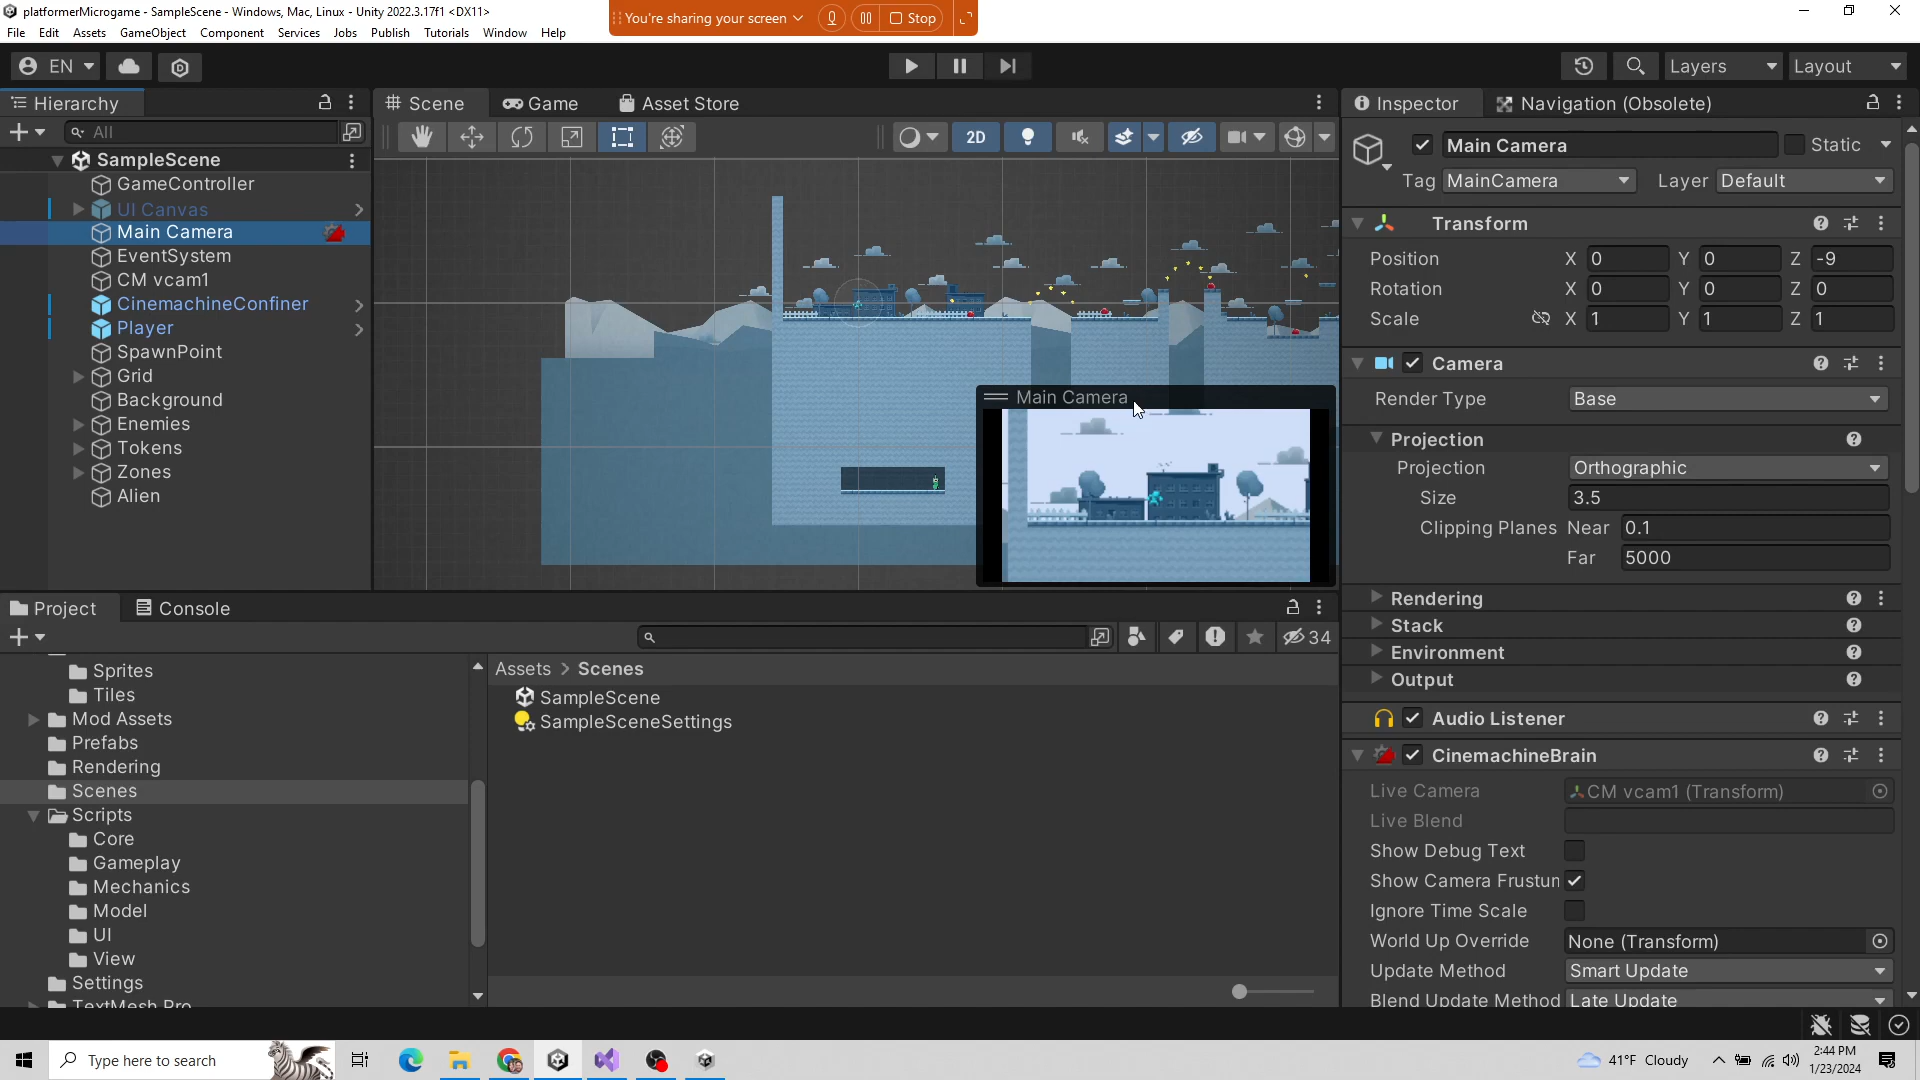 platformerMicrogame - SampleScene - Windows, Mac, Linux - Unity 2022.3.17f1 <DX11>
You're sharing your screen
Stop
File Edit Assets GameObject Component Services Jobs Publish Tutorials Window Help
EN
Layers
Layout
Hierarchy
Scene
Game
Asset Store
Inspector
Navigation (Obsolete)
All
2D
Main Camera
Static
Tag MainCamera
Layer Default
SampleScene
GameController
UI Canvas
Main Camera
EventSystem
CM vcam1
CinemachineConfiner
Player
SpawnPoint
Grid
Background
Enemies
Tokens
Zones
Alien
Main Camera
Transform
Position X 0 Y 0 Z -9
Rotation X 0 Y 0 Z 0
Scale X 1 Y 1 Z 1
Camera
Render Type Base
Projection
Projection Orthographic
Size 3.5
Clipping Planes Near 0.1
Far 5000
Rendering
Stack
Environment
Output
Audio Listener
CinemachineBrain
Live Camera CM vcam1 (Transform)
Live Blend
Show Debug Text
Show Camera Frustun
Ignore Time Scale
World Up Override None (Transform)
Update Method Smart Update
Blend Update Method Late Update
Project
Console
34
Sprites
Tiles
Mod Assets
Prefabs
Rendering
Scenes
Scripts
Core
Gameplay
Mechanics
Model
UI
View
Settings
TextMesh Pro
Assets > Scenes
SampleScene
SampleSceneSettings
Type here to search
41°F Cloudy
2:44 PM
1/23/2024